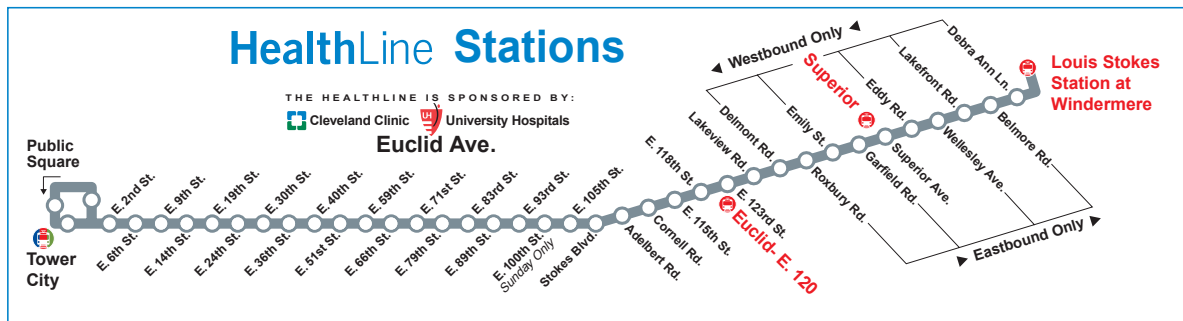 HealthLine Stations
THE HEALTHLINE IS SPONSORED BY:
Cleveland Clinic
UH
University Hospitals
Euclid Ave.
Public
Square
Tower
City
E. 2nd St.
E. 6th St.
E. 9th St.
E. 14th St.
E. 19th St.
E. 24th St.
E. 30th St.
E. 36th St.
E. 40th St.
E. 51st St.
E. 59th St.
E. 66th St.
E. 71st St.
E. 79th St.
E. 83rd St.
E. 89th St.
E. 93rd St.
E. 100th St.
Sunday Only
E. 105th St.
Stokes Blvd.
Adelbert Rd.
Cornell Rd.
E. 115th St.
E. 118th St.
Euclid- E. 120
E. 123rd St.
Lakeview Rd.
Delmont Rd.
Roxbury Rd.
Emily St.
Garfield Rd.
Superior
Superior Ave.
Eddy Rd.
Wellesley Ave.
Lakefront Rd.
Belmore Rd.
Debra Ann Ln.
Westbound Only
Eastbound Only
Louis Stokes
Station at
Windermere